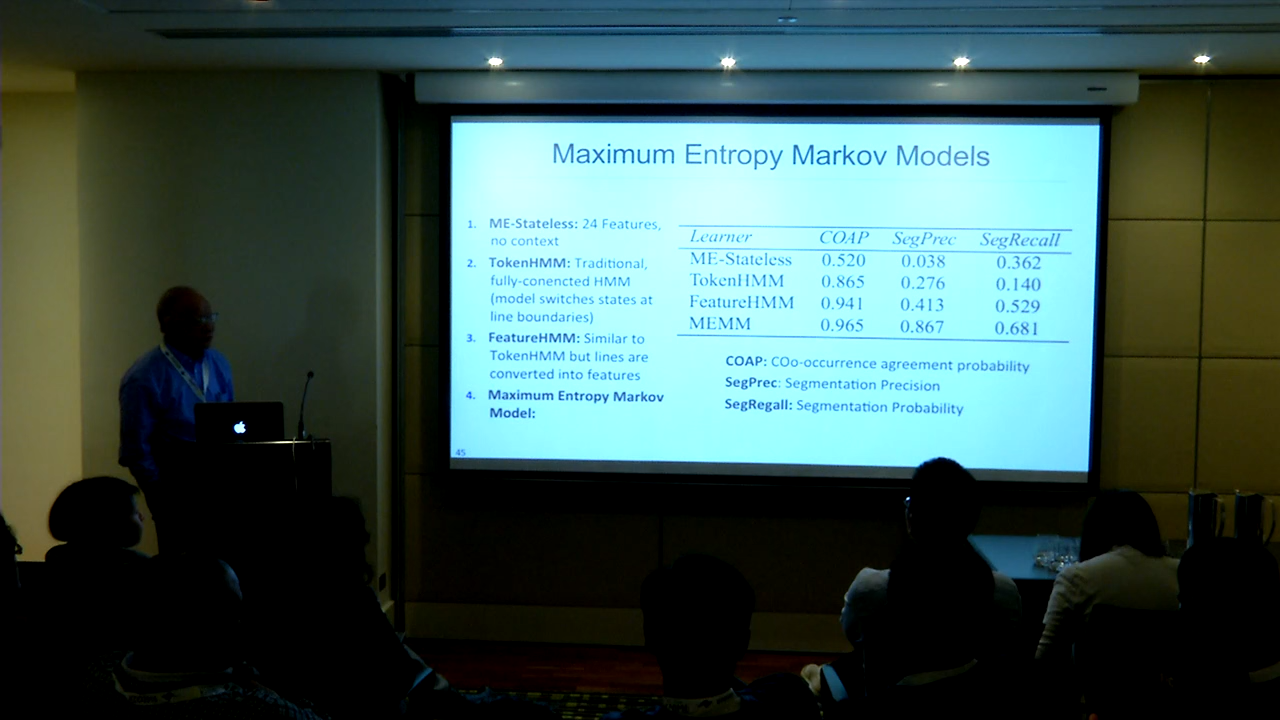 Maximum Entropy Markov Models
1. ME-Stateless: 24 Features,
no context
2. TokenHMM: Traditional,
fully-conencted HMM
(model switches states at
line boundaries)
3. FeatureHMM: Similar to
TokenHMM but lines are
converted into features
4. Maximum Entropy Markov
Model:
Learner COAP SegPrec SegRecall
ME-Stateless 0.520 0.038 0.362
TokenHMM 0.865 0.276 0.140
FeatureHMM 0.941 0.413 0.529
MEMM 0.965 0.867 0.681
COAP: COo-occurrence agreement probability
SegPrec: Segmentation Precision
SegRegall: Segmentation Probability
45